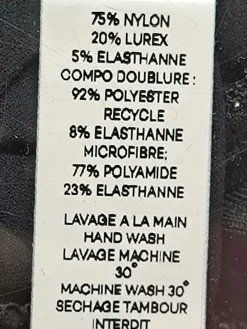 75% NYLON
20% LUREX
5% ELASTHANNE
COMPO DOUBLURE:
92% POLYESTER
RECYCLE
8% ELASTHANNE
MICROFIBRE;
77% POLYAMIDE
23% ELASTHANNE
LAVAGE A LA MAIN
HAND WASH
LAVAGE MACHINE
30°
MACHINE WASH 30°
SECHAGE TAMBOUR
INTERDIT